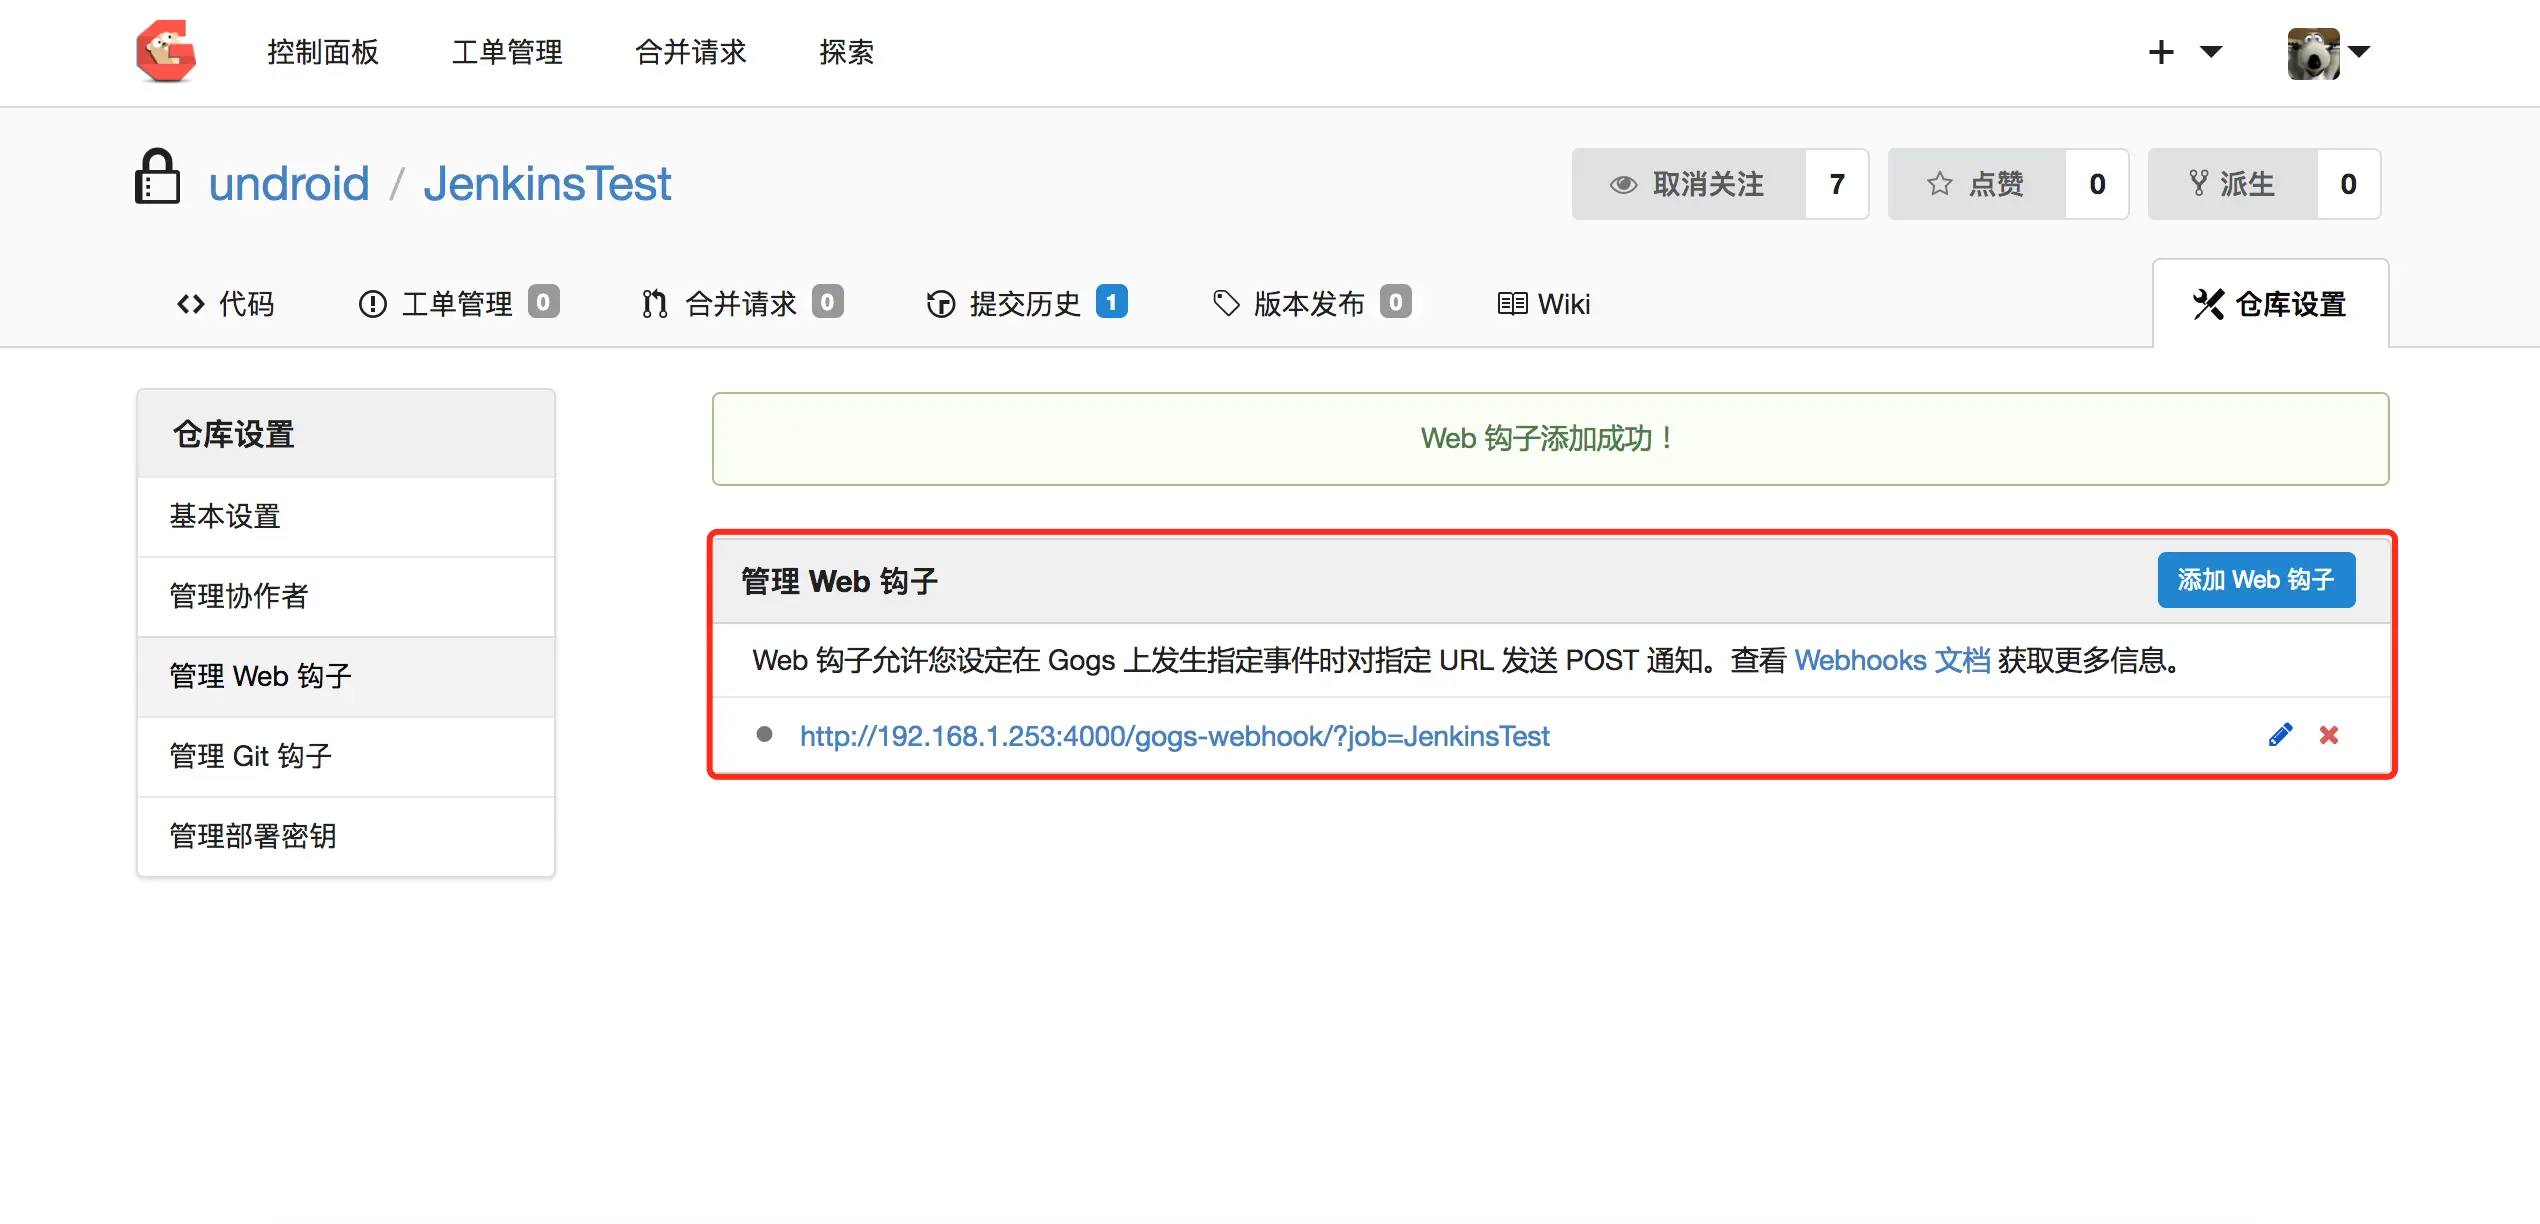 控制面板 工单管理 合并请求 探索
undroid / JenkinsTest
取消关注 7 点赞 0 派生 0
代码 工单管理 0 合并请求 0 提交历史 1 版本发布 0 Wiki 仓库设置
仓库设置
基本设置
管理协作者
管理 Web 钩子
管理 Git 钩子
管理部署密钥
Web 钩子添加成功！
管理 Web 钩子 添加 Web 钩子
Web 钩子允许您设定在 Gogs 上发生指定事件时对指定 URL 发送 POST 通知。查看 Webhooks 文档 获取更多信息。
http://192.168.1.253:4000/gogs-webhook/?job=JenkinsTest